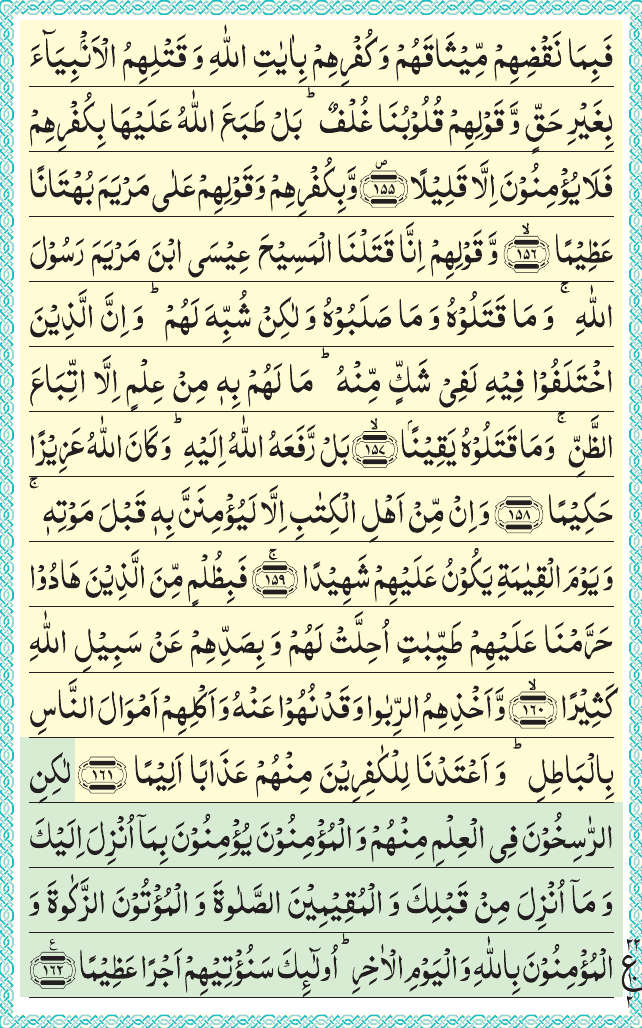 فَبِمَا نَقْضِهِمْ مِّيْثَاقَهُمْ وَكُفْرِهِمْ بِاٰيٰتِ اللّٰهِ وَ قَتْلِهِمُ الْاَنْۢبِيَآءَ
بِغَيْرِ حَقٍّ وَّ قَوْلِهِمْ قُلُوْبُنَا غُلْفٌ ؕ بَلْ طَبَعَ اللّٰهُ عَلَيْهَا بِكُفْرِهِمْ
فَلَا يُؤْمِنُوْنَ اِلَّا قَلِيْلًا ۪﴿۱۵۵﴾ وَّبِكُفْرِهِمْ وَقَوْلِهِمْ عَلٰى مَرْيَمَ بُهْتَانًا
عَظِيْمًا ۙ﴿۱۵۶﴾ وَّ قَوْلِهِمْ اِنَّا قَتَلْنَا الْمَسِيْحَ عِيْسَى ابْنَ مَرْيَمَ رَسُوْلَ
اللّٰهِ ۚ وَ مَا قَتَلُوْهُ وَ مَا صَلَبُوْهُ وَ لٰكِنْ شُبِّهَ لَهُمْ ؕ وَ اِنَّ الَّذِيْنَ
اخْتَلَفُوْا فِيْهِ لَفِيْ شَكٍّ مِّنْهُ ؕ مَا لَهُمْ بِهٖ مِنْ عِلْمٍ اِلَّا اتِّبَاعَ
الظَّنِّ ۚ وَمَا قَتَلُوْهُ يَقِيْنًۢا ۙ﴿۱۵۷﴾ بَلْ رَّفَعَهُ اللّٰهُ اِلَيْهِ ؕ وَكَانَ اللّٰهُ عَزِيْزًا
حَكِيْمًا ﴿۱۵۸﴾ وَ اِنْ مِّنْ اَهْلِ الْكِتٰبِ اِلَّا لَيُؤْمِنَنَّ بِهٖ قَبْلَ مَوْتِهٖ ۚ
وَ يَوْمَ الْقِيٰمَةِ يَكُوْنُ عَلَيْهِمْ شَهِيْدًا ۚ﴿۱۵۹﴾ فَبِظُلْمٍ مِّنَ الَّذِيْنَ هَادُوْا
حَرَّمْنَا عَلَيْهِمْ طَيِّبٰتٍ اُحِلَّتْ لَهُمْ وَ بِصَدِّهِمْ عَنْ سَبِيْلِ اللّٰهِ
كَثِيْرًا ۙ﴿۱۶۰﴾ وَّ اَخْذِهِمُ الرِّبٰوا وَقَدْ نُهُوْا عَنْهُ وَ اَكْلِهِمْ اَمْوَالَ النَّاسِ
بِالْبَاطِلِ ؕ وَ اَعْتَدْنَا لِلْكٰفِرِيْنَ مِنْهُمْ عَذَابًا اَلِيْمًا ﴿۱۶۱﴾ لٰكِنِ
الرّٰسِخُوْنَ فِي الْعِلْمِ مِنْهُمْ وَ الْمُؤْمِنُوْنَ يُؤْمِنُوْنَ بِمَاۤ اُنْزِلَ اِلَيْكَ
وَ مَاۤ اُنْزِلَ مِنْ قَبْلِكَ وَ الْمُقِيْمِيْنَ الصَّلٰوةَ وَ الْمُؤْتُوْنَ الزَّكٰوةَ وَ
الْمُؤْمِنُوْنَ بِاللّٰهِ وَ الْيَوْمِ الْاٰخِرِ ؕ اُولٰٓئِكَ سَنُؤْتِيْهِمْ اَجْرًا عَظِيْمًا ﴿۱۶۲﴾ ع